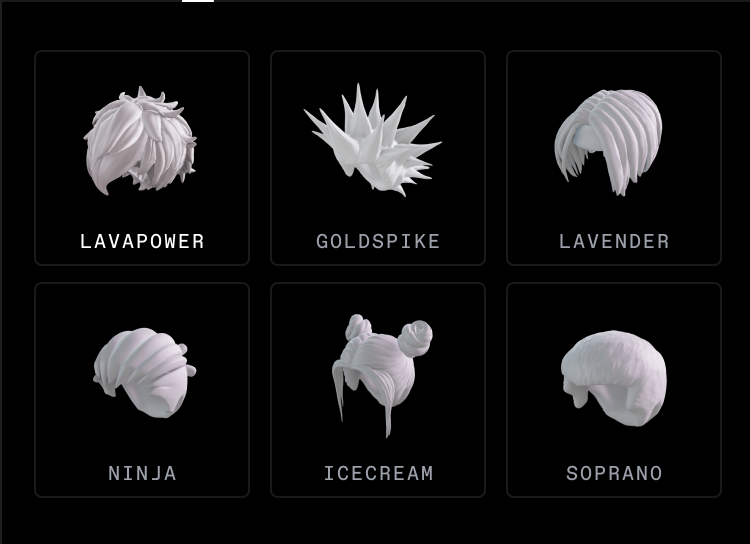 LAVAPOWER
GOLDSPIKE
LAVENDER
NINJA
ICECREAM
SOPRANO